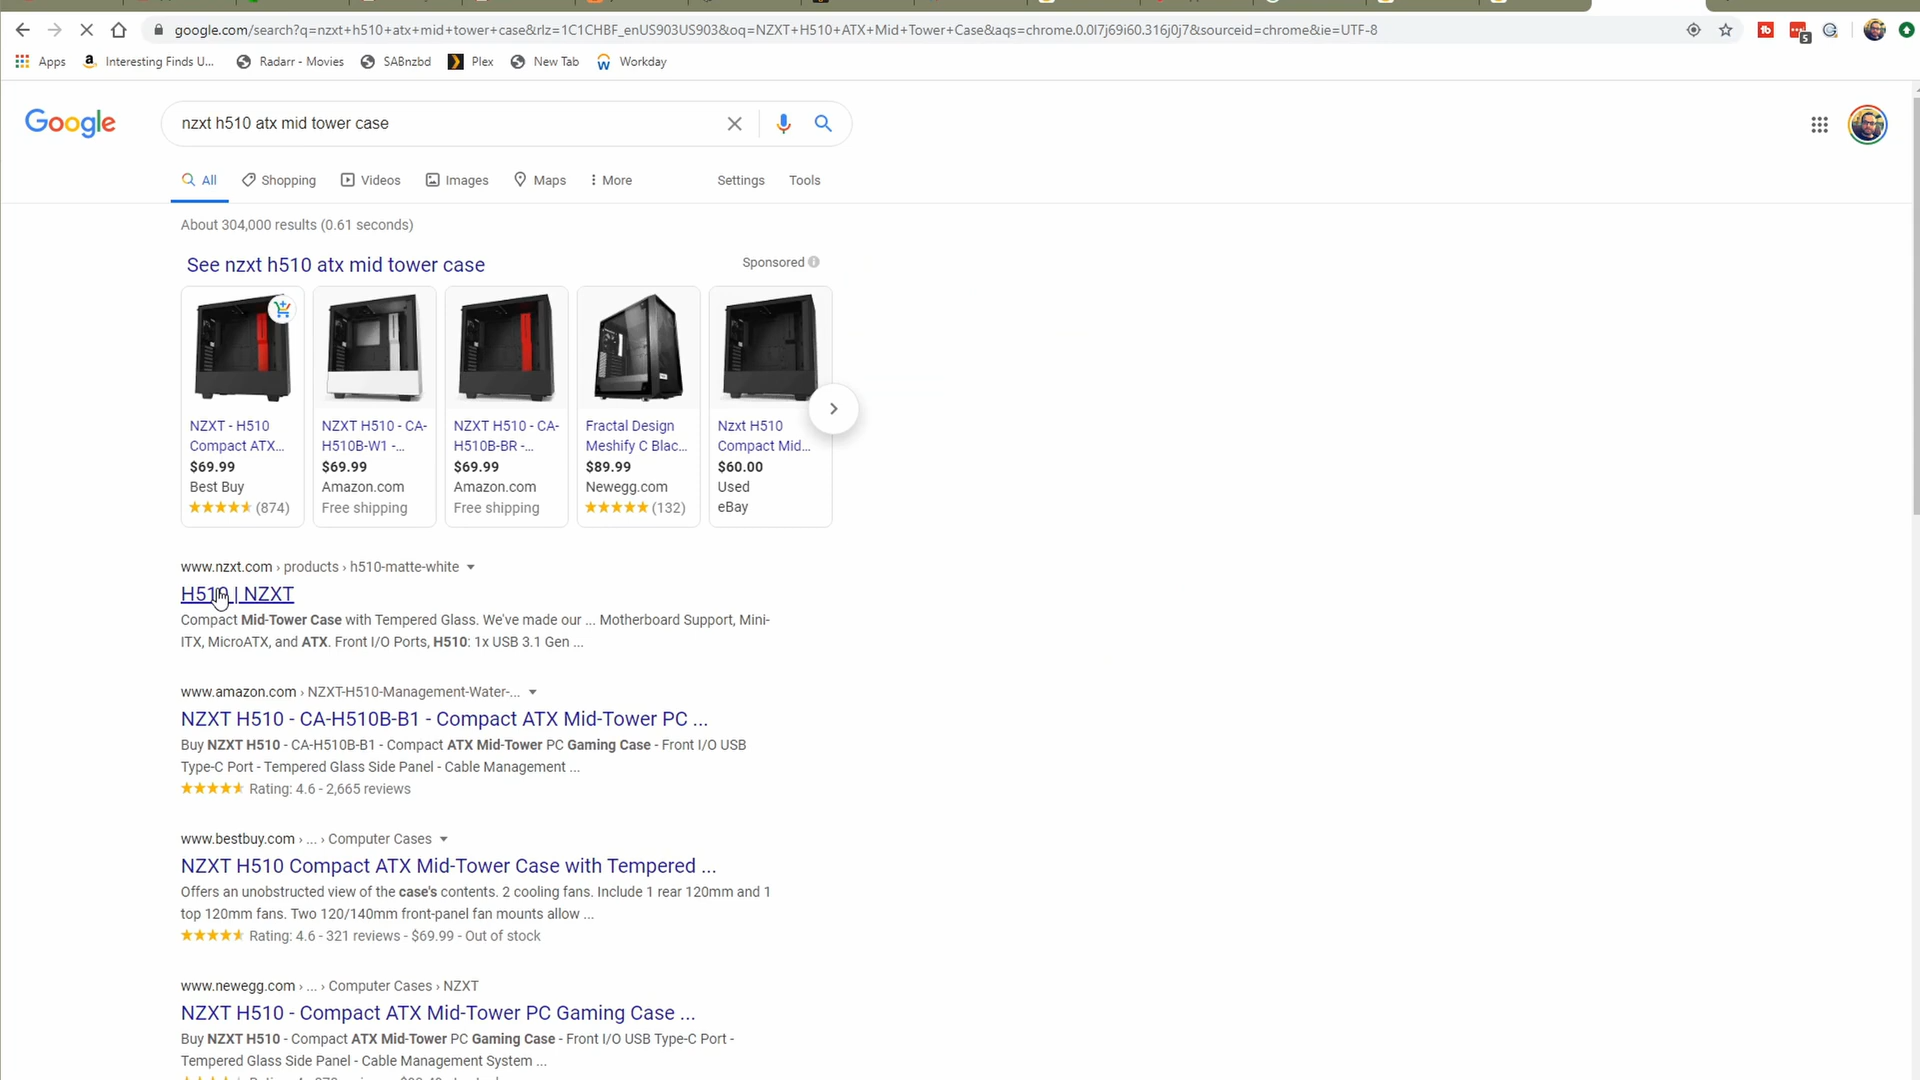 google.com/search?q=nzxt+h510+atx+mid+tower+case&rlz=1C1CHBF_enUS903US903&oq=NZXT+H510+ATX+Mid+Tower+Case&aqs=chrome.0.0l7j69i60.316j0j7&sourceid=chrome&ie=UTF-8
5
Apps Interesting Finds U... Radarr - Movies SABnzbd Plex New Tab Workday
Google
nzxt h510 atx mid tower case
All Shopping Videos Images Maps More Settings Tools
About 304,000 results (0.61 seconds)
See nzxt h510 atx mid tower case
Sponsored
NZXT - H510
Compact ATX...
$69.99
Best Buy
(874)
NZXT H510 - CA-
H510B-W1 -...
$69.99
Amazon.com
Free shipping
NZXT H510 - CA-
H510B-BR -...
$69.99
Amazon.com
Free shipping
Fractal Design
Meshify C Blac...
$89.99
Newegg.com
(132)
Nzxt H510
Compact Mid...
$60.00
Used
eBay
www.nzxt.com › products › h510-matte-white
H510 | NZXT
Compact Mid-Tower Case with Tempered Glass. We've made our ... Motherboard Support, Mini-
ITX, MicroATX, and ATX. Front I/O Ports, H510: 1x USB 3.1 Gen ...
www.amazon.com › NZXT-H510-Management-Water-...
NZXT H510 - CA-H510B-B1 - Compact ATX Mid-Tower PC ...
Buy NZXT H510 - CA-H510B-B1 - Compact ATX Mid-Tower PC Gaming Case - Front I/O USB
Type-C Port - Tempered Glass Side Panel - Cable Management ...
Rating: 4.6 - 2,665 reviews
www.bestbuy.com › ... › Computer Cases
NZXT H510 Compact ATX Mid-Tower Case with Tempered ...
Offers an unobstructed view of the case's contents. 2 cooling fans. Include 1 rear 120mm and 1
top 120mm fans. Two 120/140mm front-panel fan mounts allow ...
Rating: 4.6 - 321 reviews - $69.99 - Out of stock
www.newegg.com › ... › Computer Cases › NZXT
NZXT H510 - Compact ATX Mid-Tower PC Gaming Case ...
Buy NZXT H510 - Compact ATX Mid-Tower PC Gaming Case - Front I/O USB Type-C Port -
Tempered Glass Side Panel - Cable Management System ...